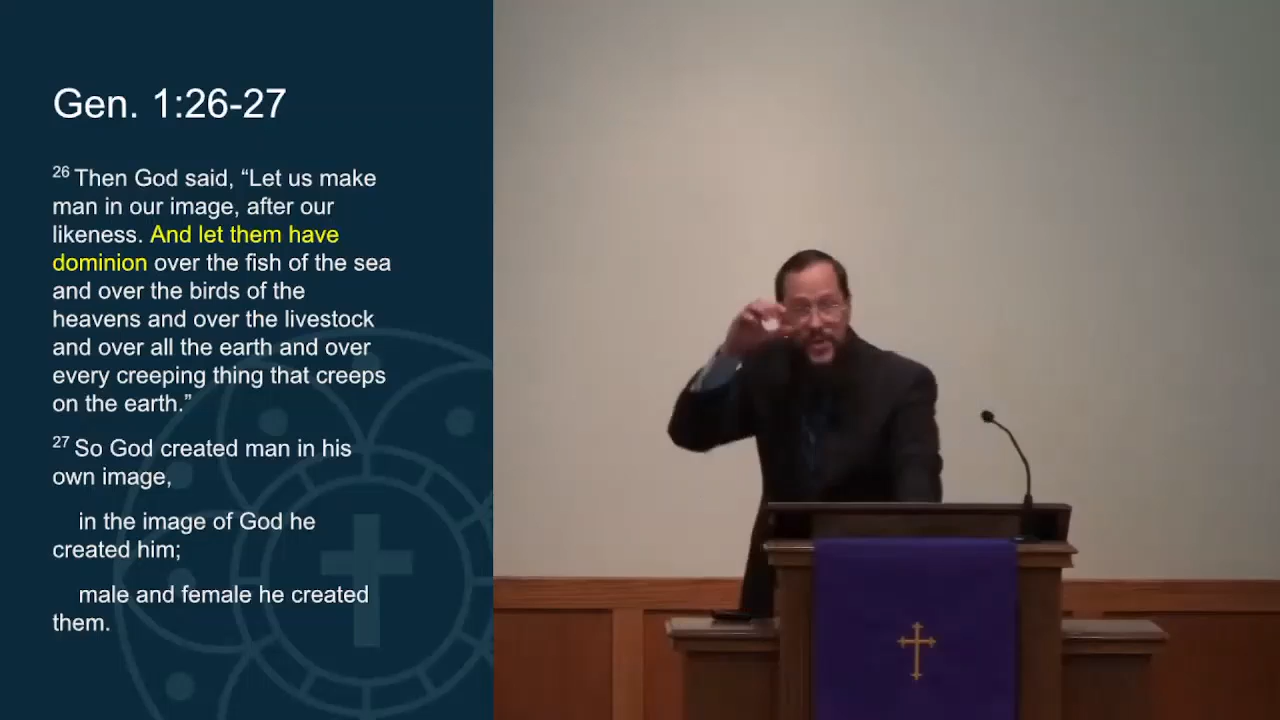 Gen. 1:26-27
26 Then God said, “Let us make
man in our image, after our
likeness. And let them have
dominion over the fish of the sea
and over the birds of the
heavens and over the livestock
and over all the earth and over
every creeping thing that creeps
on the earth.”
27 So God created man in his
own image,
in the image of God he
created him;
male and female he created
them.